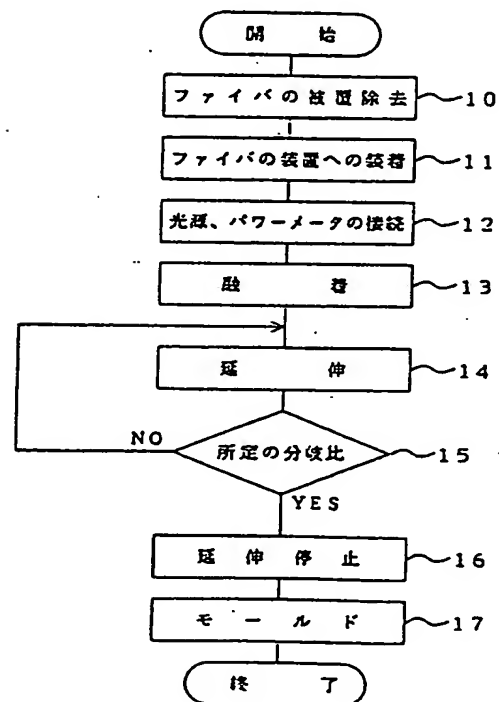 開始
ファイバの被覆除去 10
ファイバの装置への装着 11
光源、パワーメータの接続 12
融着 13
延伸 14
NO 所定の分岐比 15
YES
延伸停止 16
モールド 17
終了